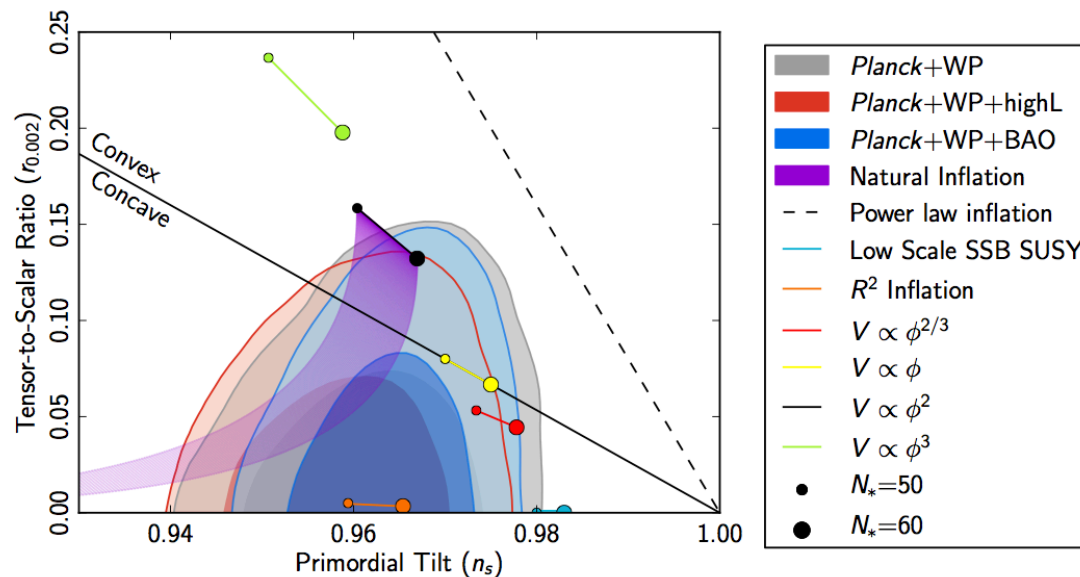 0.25
0.20
0.15
0.10
0.05
0.00
Tensor-to-Scalar Ratio (r₀.₀₀₂)
Convex
Concave
0.94
0.96
0.98
1.00
Primordial Tilt (nₛ)
Planck+WP
Planck+WP+highL
Planck+WP+BAO
Natural Inflation
Power law inflation
Low Scale SSB SUSY
R² Inflation
V ∝ ϕ²ᐟ³
V ∝ ϕ
V ∝ ϕ²
V ∝ ϕ³
N*=50
N*=60